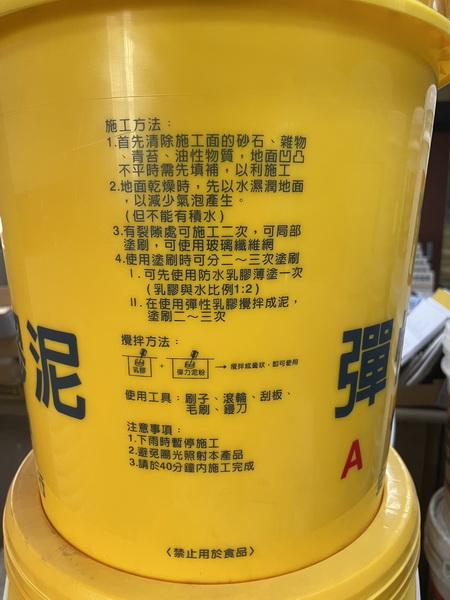 施工方法：
1.首先清除施工面的砂石、雜物
、青苔、油性物質，地面凹凸
不平時需先填補，以利施工
2.地面乾燥時，先以水濕潤地面
，以減少氣泡產生。
(但不能有積水)
3.有裂隙處可施工二次，可局部
塗刷，可使用玻璃纖維網
4.使用塗刷時可分二～三次塗刷
I.可先使用防水乳膠薄塗一次
(乳膠與水比例1:2)
II.在使用彈性乳膠攪拌成泥，
塗刷二～三次
攪拌方法：
乳膠 + 彈力泥粉 → 攪拌成膏狀，即可使用
使用工具：刷子、滾輪、刮板、
毛刷、鏝刀
注意事項：
1.下雨時暫停施工
2.避免陽光照射本產品
3.請於40分鐘內施工完成
〈禁止用於食品〉
泥
彈
A